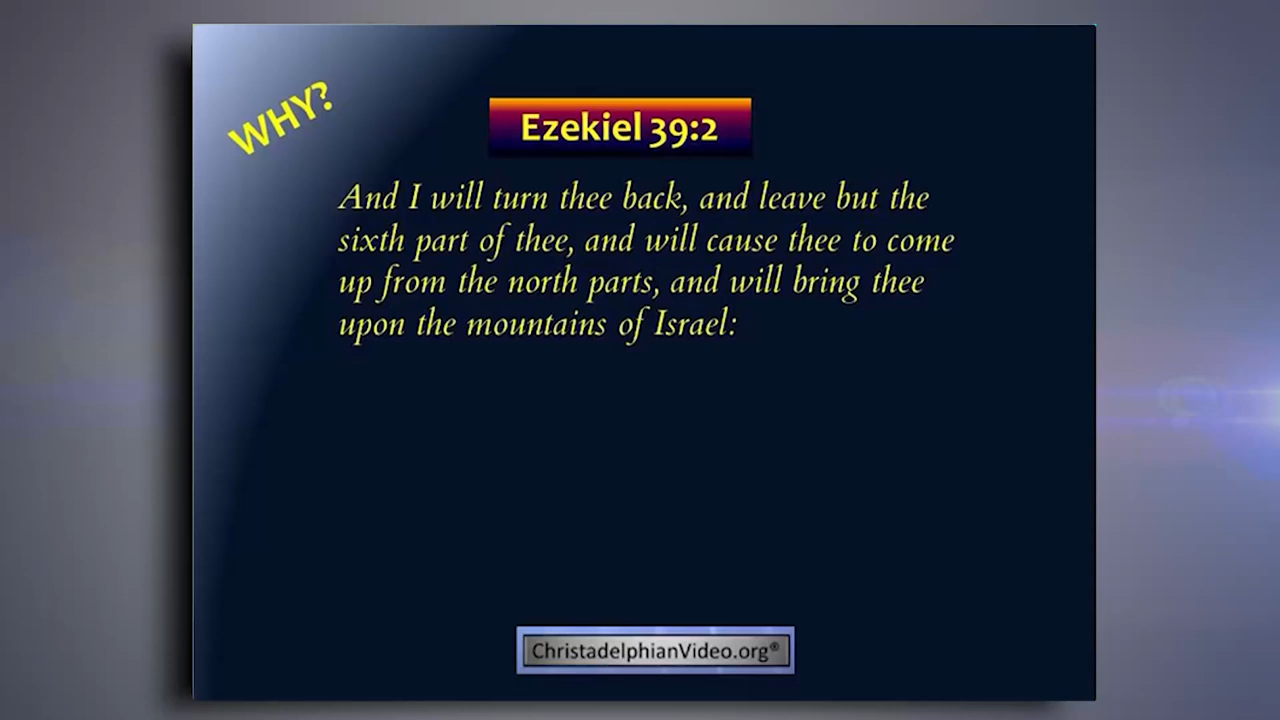 WHY?
Ezekiel 39:2
And I will turn thee back, and leave but the
sixth part of thee, and will cause thee to come
up from the north parts, and will bring thee
upon the mountains of Israel:
ChristadelphianVideo.org®